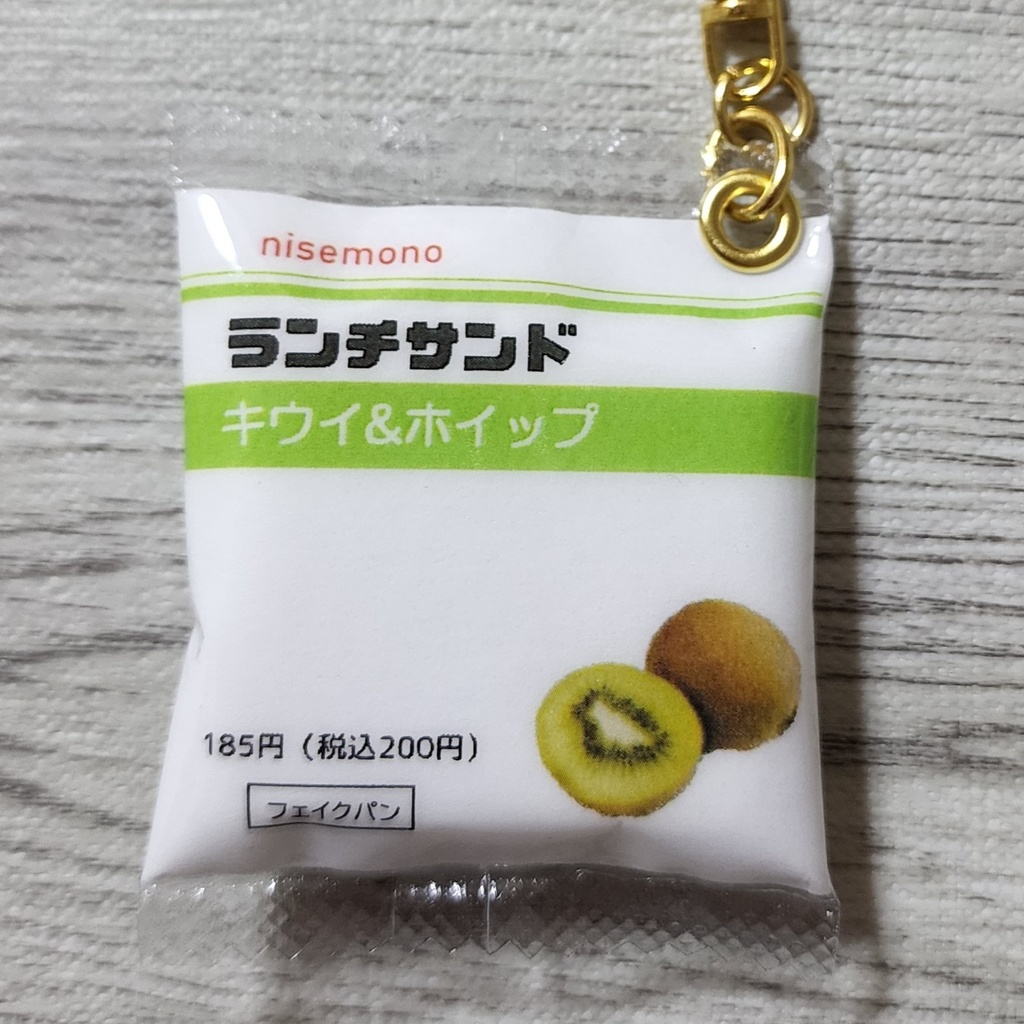 nisemono
ランチサンド
キウイ&ホイップ
185円（税込200円）
フェイクパン